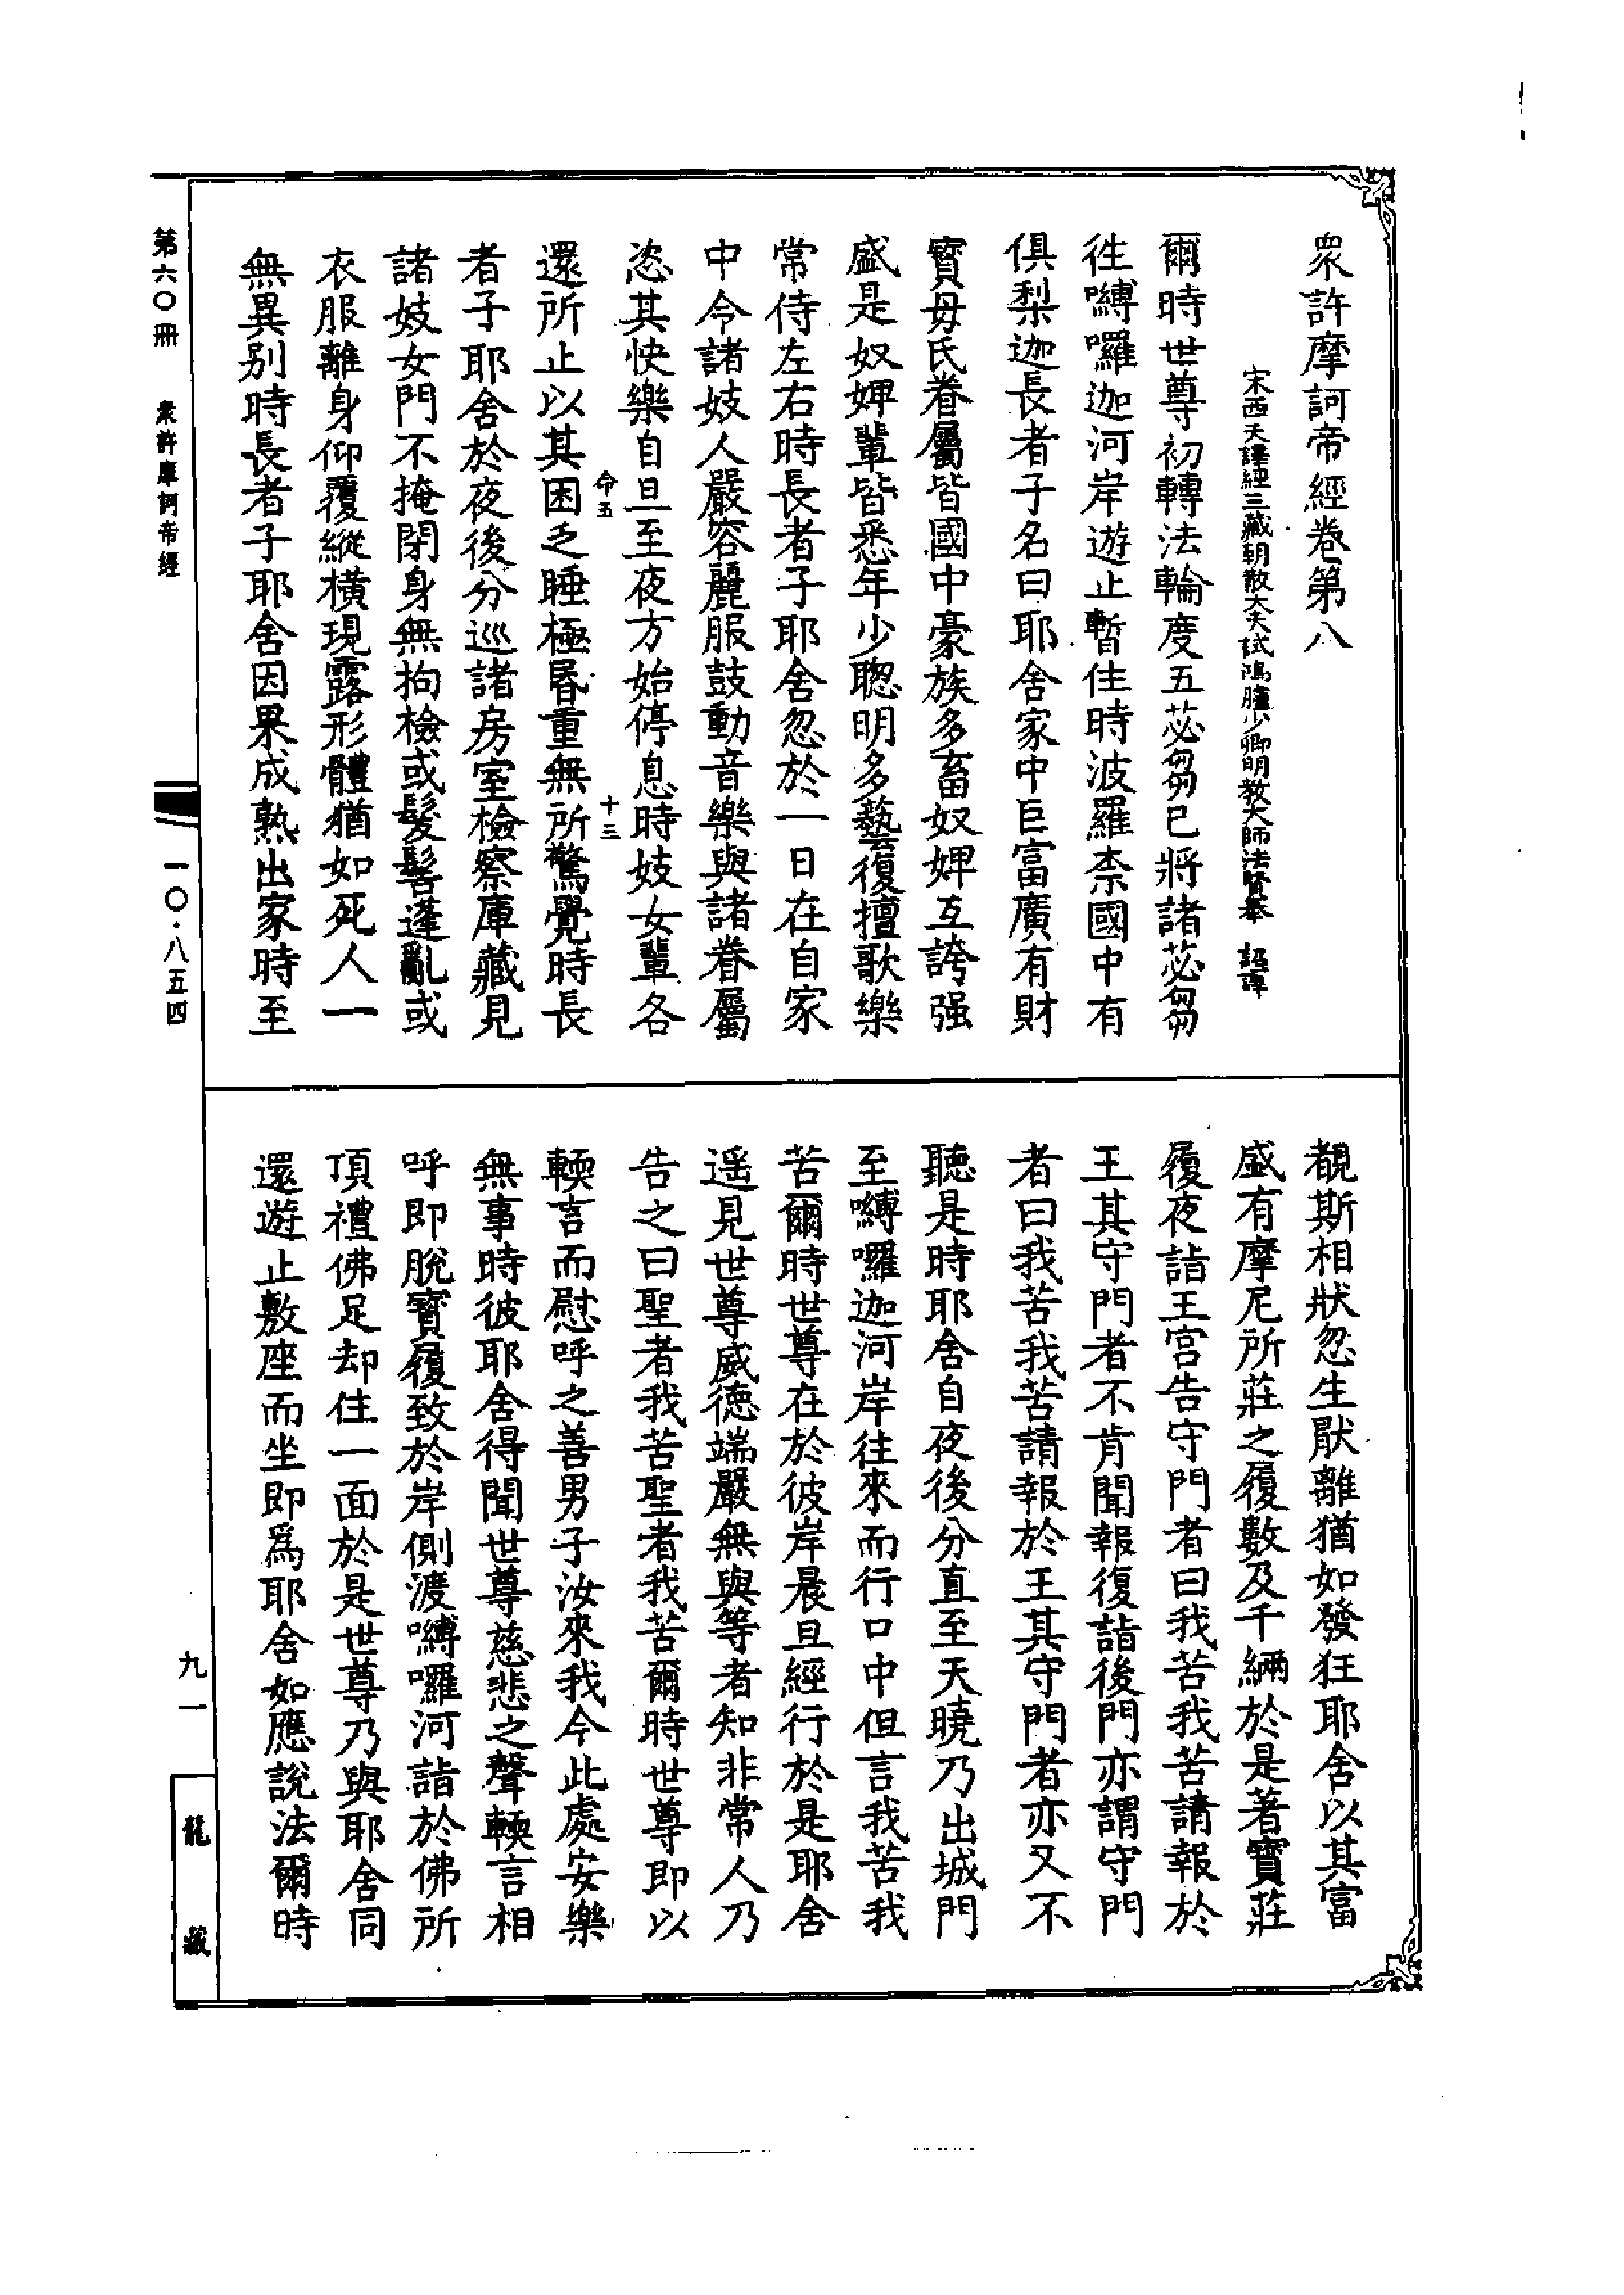 衆許摩訶帝經卷第八
宋西天譯經三藏朝散大夫試鴻臚少卿明教大師法賢奉 詔譯
爾時世尊初轉法輪度五苾芻已將諸苾芻
徃嚩囉迦河岸遊止暫住時波羅柰國中有
俱梨迦長者子名曰耶舍家中巨富廣有財
寳毋氏眷屬皆國中豪族多畜奴婢互誇强
盛是奴婢輩皆悉年少聰明多藝復擅歌樂
常侍左右時長者子耶舍忽於一日在自家
中令諸妓人嚴容麗服鼓動音樂與諸眷屬
恣其快樂自旦至夜方始停息時妓女輩各
命五 十三
還所止以其困乏睡極昬重無所驚覺時長
者子耶舍於夜後分巡諸房室檢察庫藏見
諸妓女門不掩閉身無拘檢或髮髻蓬亂或
衣服離身仰覆縱橫現露形體猶如死人一
無異别時長者子耶舍因果成熟出家時至
覩斯相狀忽生厭離猶如發狂耶舍以其富
盛有摩尼所莊之履數及千緉於是著寳莊
履夜詣王宫告守門者曰我苦我苦請報於
王其守門者不肯聞報復詣後門亦謂守門
者曰我苦我苦請報於王其守門者亦又不
聽是時耶舍自夜後分直至天曉乃出城門
至嚩囉迦河岸往來而行口中但言我苦我
苦爾時世尊在於彼岸晨旦經行於是耶舍
遥見世尊威德端嚴無與等者知非常人乃
告之曰聖者我苦聖者我苦爾時世尊即以
輭言而慰呼之善男子汝來我今此處安樂
無事時彼耶舍得聞世尊慈悲之聲輭言相
呼即脫寳履致於岸側渡嚩囉河詣於佛所
頂禮佛足却住一面於是世尊乃與耶舍同
還遊止敷座而坐即爲耶舍如應說法爾時
第六〇冊 衆許摩訶帝經 一〇·八五四
九一
龍藏